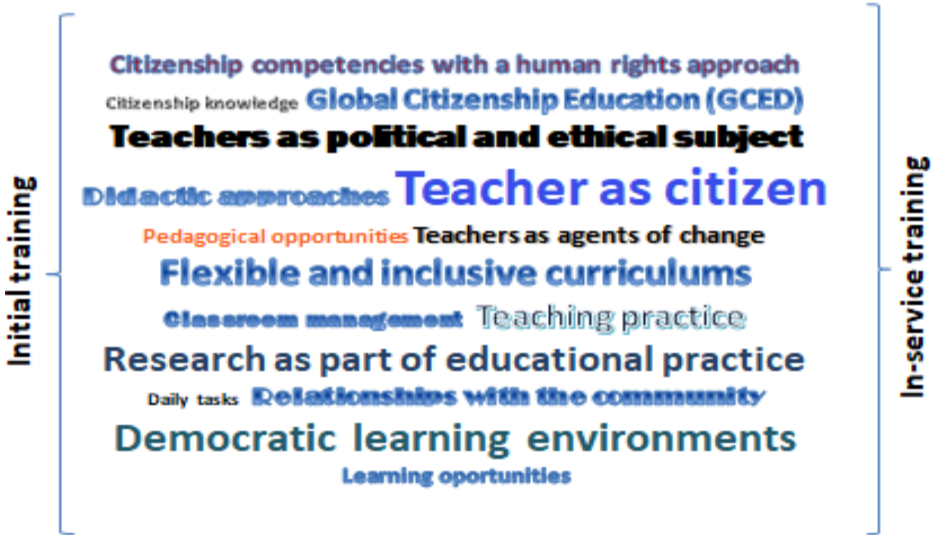 Initial training
Citizenship competencies with a human rights approach
Citizenship knowledge Global Citizenship Education (GCED)
Teachers as political and ethical subject
Didactic approaches Teacher as citizen
Pedagogical opportunities Teachers as agents of change
Flexible and inclusive curriculums
Classroom management Teaching practice
Research as part of educational practice
Daily tasks Relationships with the community
Democratic learning environments
Learning oportunities
In-service training